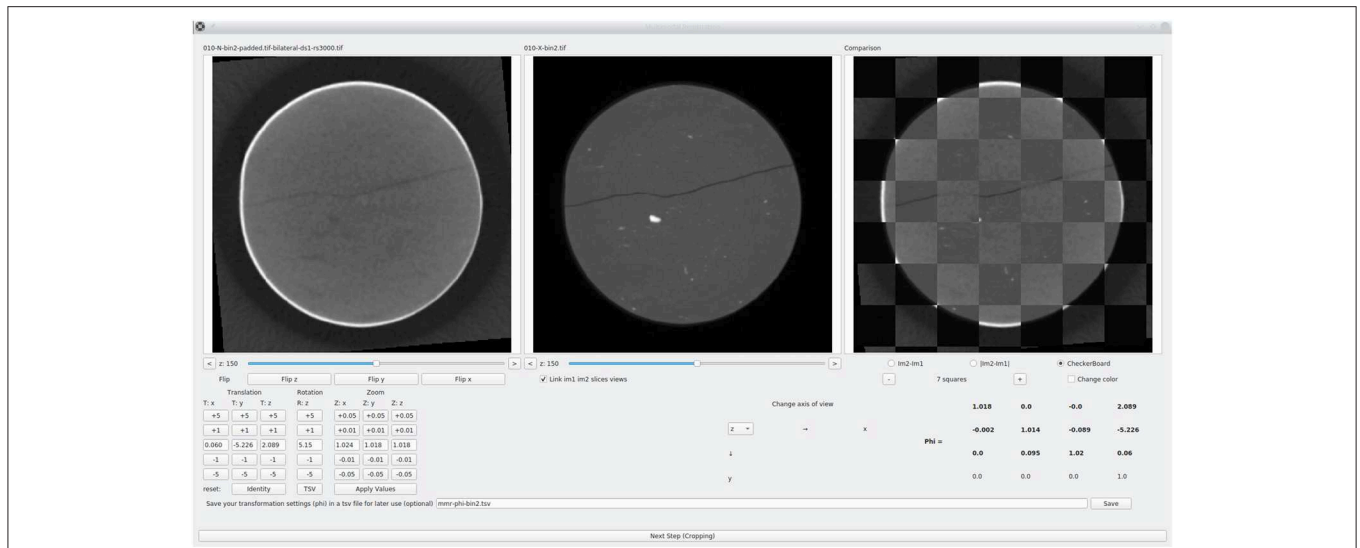 010-N-bin2-padded.tif-bilateral-ds1-rs3000.tif 010-X-bin2.tif Comparison
< z: 150 > < z: 150 > Im2-Im1 |Im2-Im1| CheckerBoard
Flip Flip z Flip y Flip x Link im1 im2 slices views - 7 squares + Change color
Translation Rotation Zoom
T: x T: y T: z R: z Z: x Z: y Z: z Change axis of view
+5 +5 +5 +5 +0.05 +0.05 +0.05 1.018 0.0 -0.0 2.089
+1 +1 +1 +1 +0.01 +0.01 +0.01 z → x -0.002 1.014 -0.089 -5.226
0.060 -5.226 2.089 5.15 1.024 1.018 1.018 Phi =
-1 -1 -1 -1 -0.01 -0.01 -0.01 ↓ 0.0 0.095 1.02 0.06
-5 -5 -5 -5 -0.05 -0.05 -0.05 y 0.0 0.0 0.0 1.0
reset: Identity TSV Apply Values
Save your transformation settings (phi) in a tsv file for later use (optional) mmr-phi-bin2.tsv Save
Next Step (Cropping)